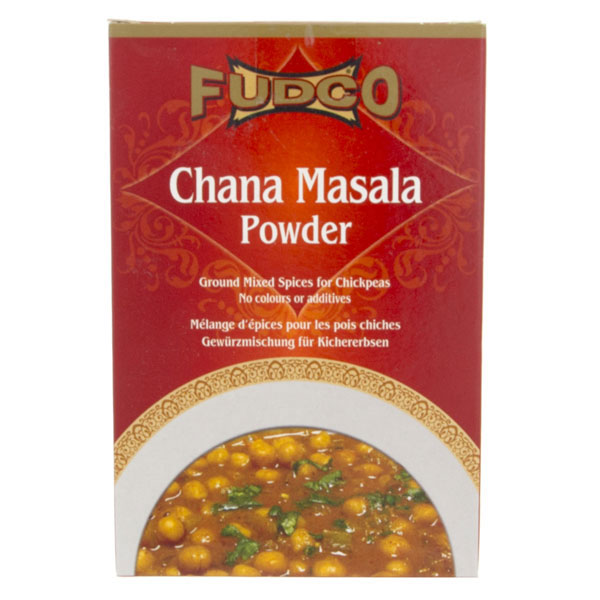 FUDCO
Chana Masala
Powder
Ground Mixed Spices for Chickpeas
No colours or additives
Mélange d'épices pour les pois chiches
Gewürzmischung für Kichererbsen